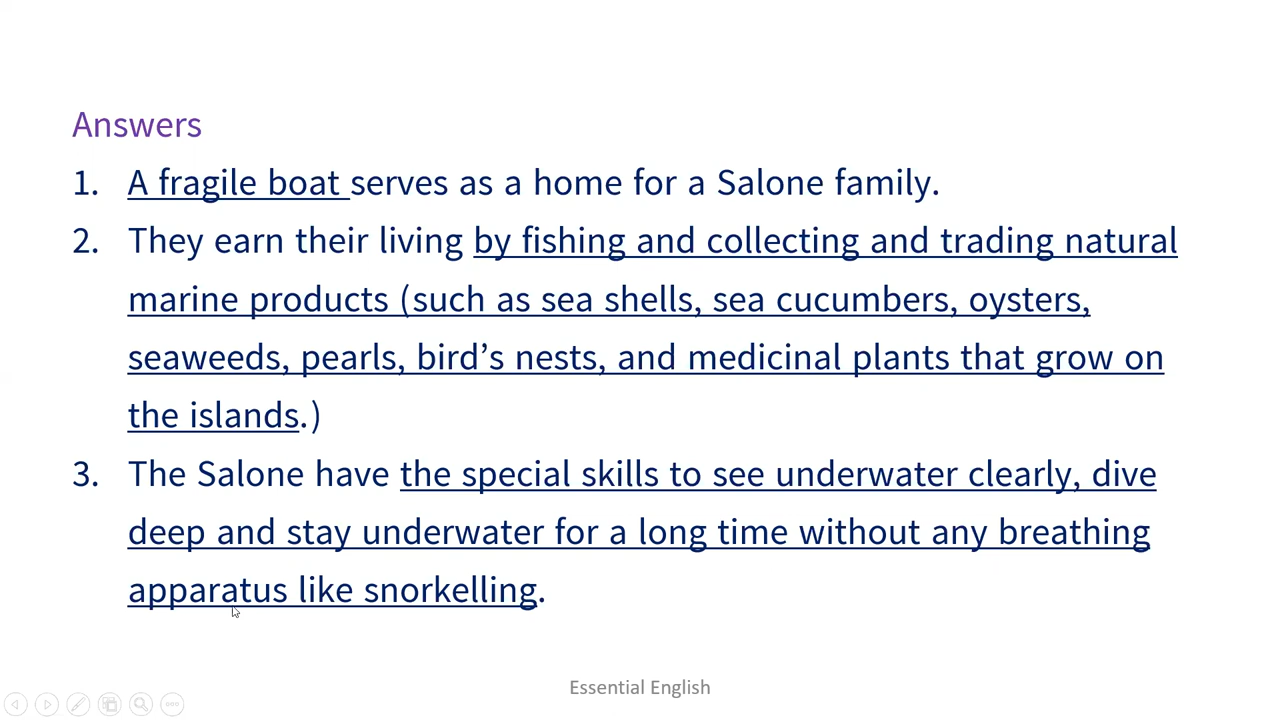 Answers
1. A fragile boat serves as a home for a Salone family.
2. They earn their living by fishing and collecting and trading natural
marine products (such as sea shells, sea cucumbers, oysters,
seaweeds, pearls, bird’s nests, and medicinal plants that grow on
the islands.)
3. The Salone have the special skills to see underwater clearly, dive
deep and stay underwater for a long time without any breathing
apparatus like snorkelling.
Essential English